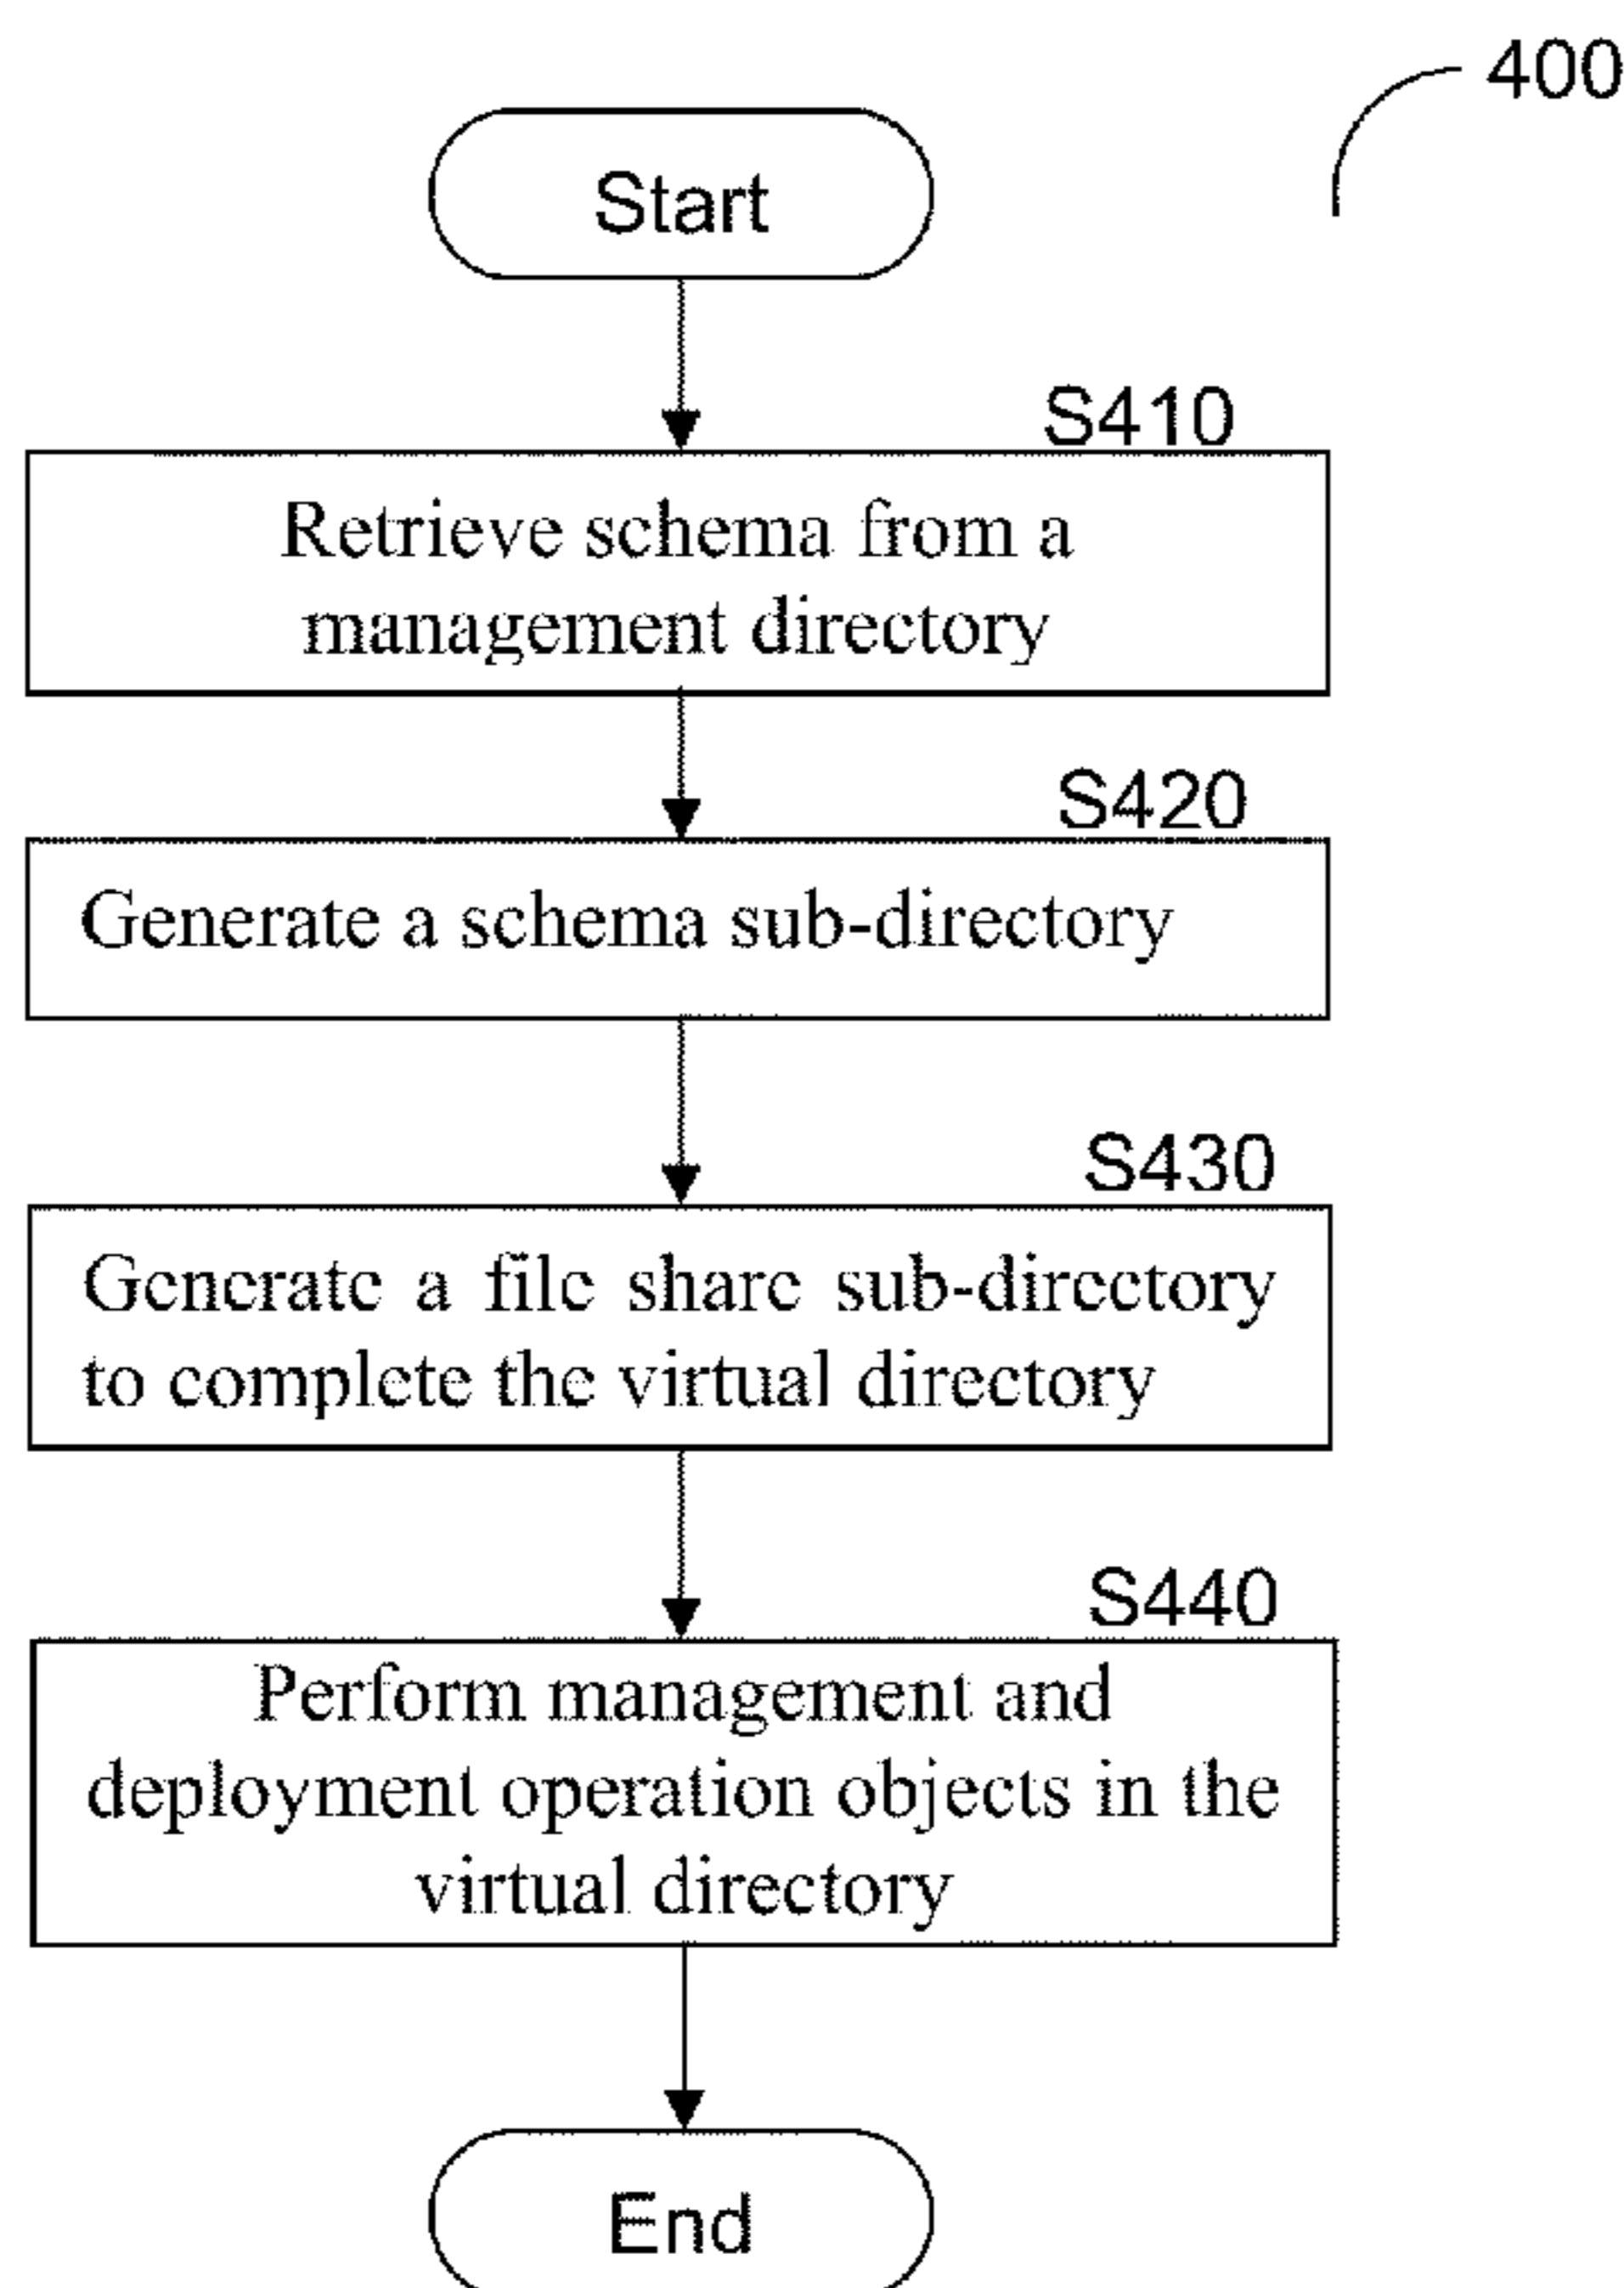 400
Start
S410
Retrieve schema from a
management directory
S420
Generate a schema sub-directory
S430
Generate a file share sub-directory
to complete the virtual directory
S440
Perform management and
deployment operation objects in the
virtual directory
End